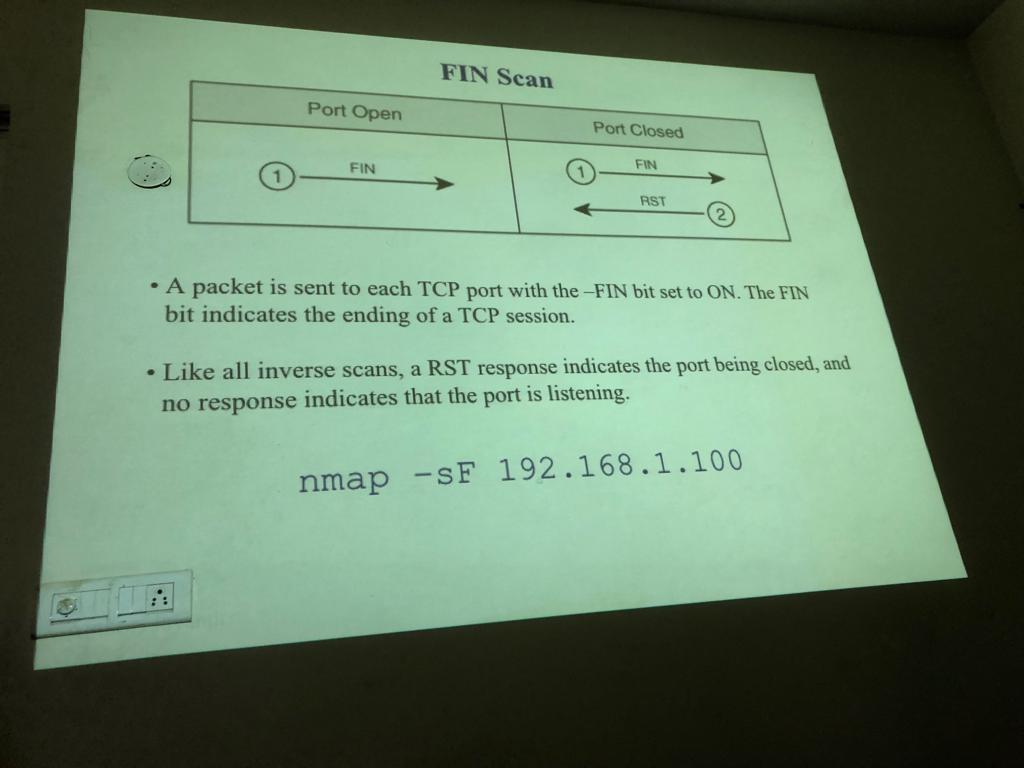 FIN Scan
Port Open
Port Closed
1 FIN
1 FIN
RST 2
• A packet is sent to each TCP port with the –FIN bit set to ON. The FIN
bit indicates the ending of a TCP session.
• Like all inverse scans, a RST response indicates the port being closed, and
no response indicates that the port is listening.
nmap -sF 192.168.1.100